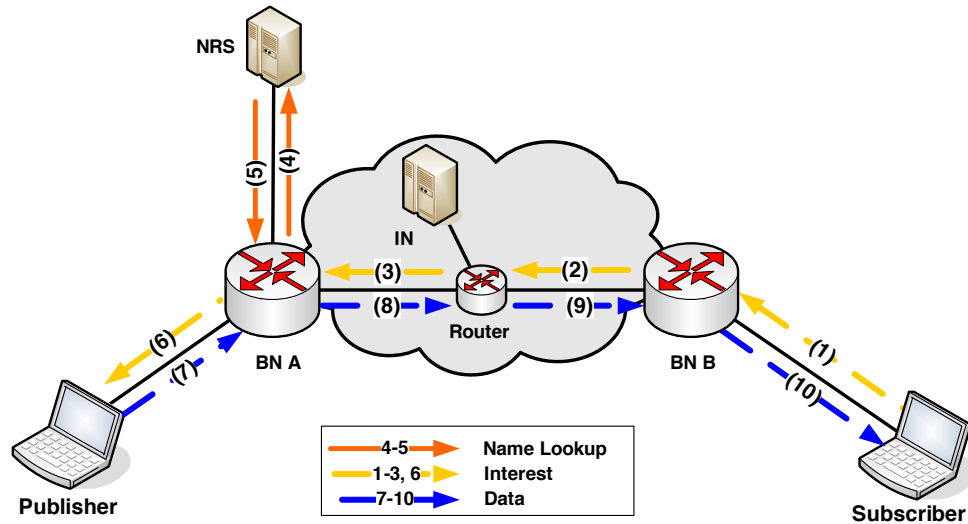 NRS
(5)
(4)
IN
(3)
(2)
(8)
(9)
Router
(6)
(7)
BN A
BN B
(1)
(10)
4-5 Name Lookup
1-3, 6 Interest
7-10 Data
Publisher
Subscriber